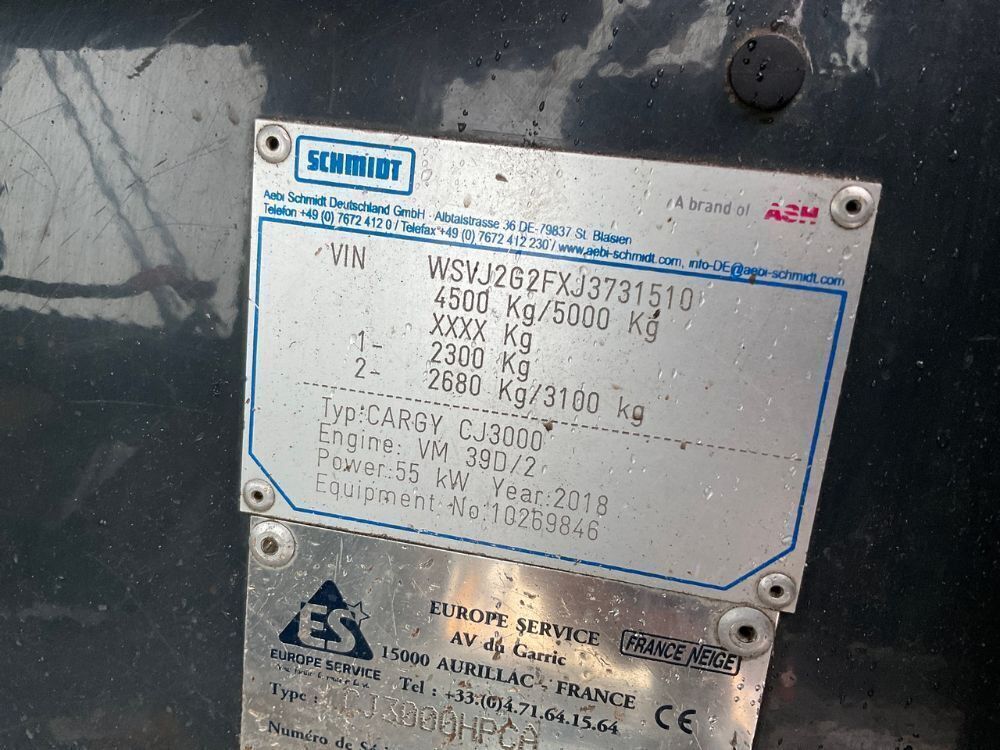 SCHMIDT
A brand of ASH
Aebi Schmidt Deutschland GmbH · Albtalstrasse 36 DE-79837 St. Blasien
Telefon +49 (0) 7672 412 0 / Telefax +49 (0) 7672 412 230 / www.aebi-schmidt.com, info-DE@aebi-schmidt.com
VIN WSVJ2G2FXJ3731510
4500 Kg/5000 Kg
XXXX Kg
1- 2300 Kg
2- 2680 Kg/3100 kg
Typ:CARGY CJ3000
Engine: VM 39D/2
Power:55 kW Year:2018
Equipment No:10269846
ES
EUROPE SERVICE
EUROPE SERVICE
AV du Garric
15000 AURILLAC - FRANCE
Tel : +33.(0)4.71.64.15.64
FRANCE NEIGE
CE
Type : CJ3000HPCA
Numéro de